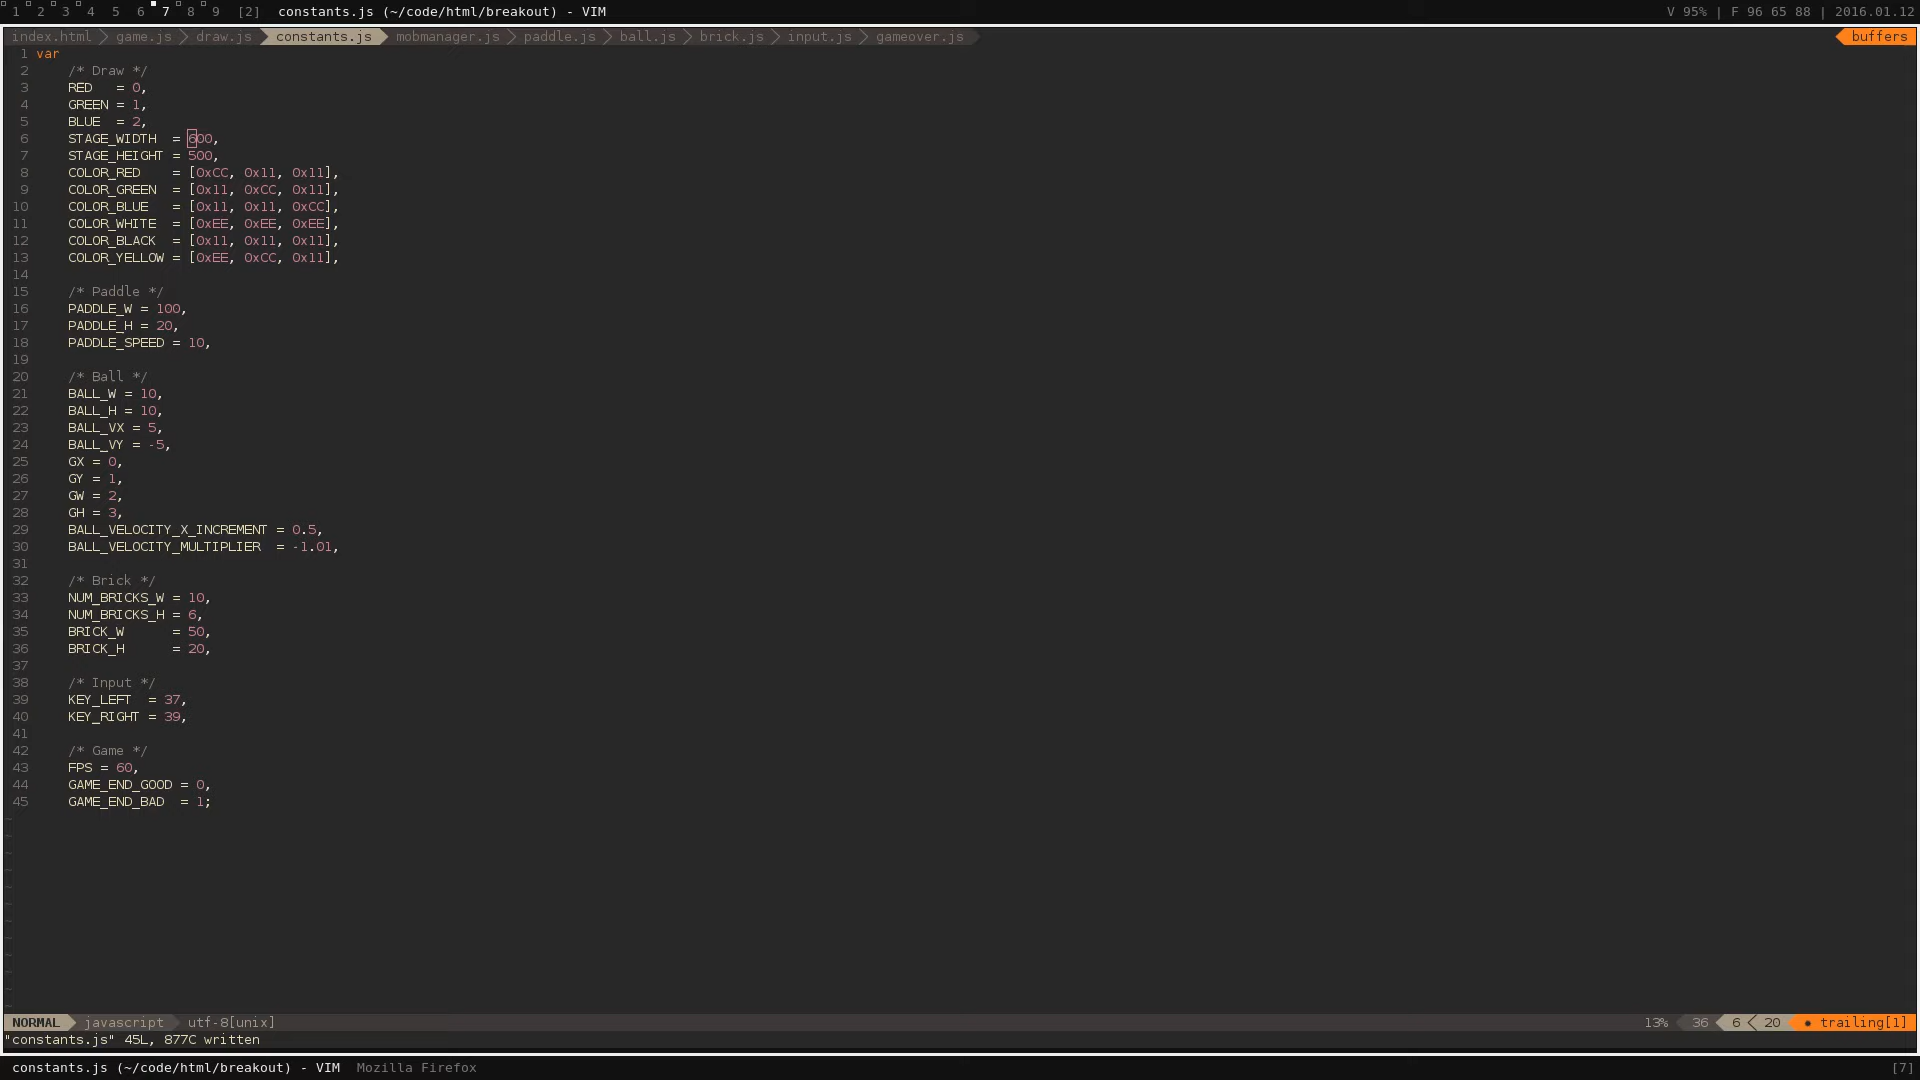 1 2 3 4 5 6 7 8 9 [2] constants.js (~/code/html/breakout) - VIM V 95% | F 96 65 88 | 2016.01.12
index.html game.js draw.js constants.js mobmanager.js paddle.js ball.js brick.js input.js gameover.js buffers
1 var
2     /* Draw */
3     RED   = 0,
4     GREEN = 1,
5     BLUE  = 2,
6     STAGE_WIDTH  = 600,
7     STAGE_HEIGHT = 500,
8     COLOR_RED    = [0xCC, 0x11, 0x11],
9     COLOR_GREEN  = [0x11, 0xCC, 0x11],
10     COLOR_BLUE   = [0x11, 0x11, 0xCC],
11     COLOR_WHITE  = [0xEE, 0xEE, 0xEE],
12     COLOR_BLACK  = [0x11, 0x11, 0x11],
13     COLOR_YELLOW = [0xEE, 0xCC, 0x11],
14
15     /* Paddle */
16     PADDLE_W = 100,
17     PADDLE_H = 20,
18     PADDLE_SPEED = 10,
19
20     /* Ball */
21     BALL_W = 10,
22     BALL_H = 10,
23     BALL_VX = 5,
24     BALL_VY = -5,
25     GX = 0,
26     GY = 1,
27     GW = 2,
28     GH = 3,
29     BALL_VELOCITY_X_INCREMENT = 0.5,
30     BALL_VELOCITY_MULTIPLIER  = -1.01,
31
32     /* Brick */
33     NUM_BRICKS_W = 10,
34     NUM_BRICKS_H = 6,
35     BRICK_W      = 50,
36     BRICK_H      = 20,
37
38     /* Input */
39     KEY_LEFT  = 37,
40     KEY_RIGHT = 39,
41
42     /* Game */
43     FPS = 60,
44     GAME_END_GOOD = 0,
45     GAME_END_BAD  = 1;
~
~
~
~
~
~
~
~
~
~
~
~
NORMAL javascript utf-8[unix] 13% 36 6 20 • trailing[1]
"constants.js" 45L, 877C written
constants.js (~/code/html/breakout) - VIM Mozilla Firefox [7]